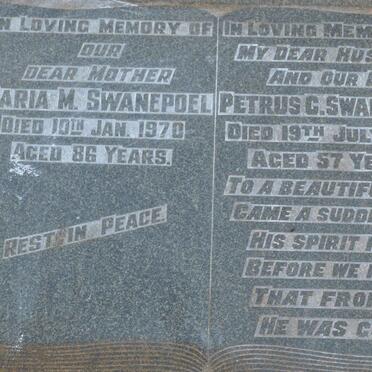 IN LOVING MEMORY OF
OUR
DEAR MOTHER
MARIA M. SWANEPOEL
DIED 10TH JAN. 1970
AGED 86 YEARS.
REST IN PEACE.
IN LOVING MEM
MY DEAR HUS
AND OUR
PETRUS C. SWA
DIED 19TH JUL
AGED 57 YE
TO A BEAUTIF
CAME A SUDD
HIS SPIRIT
BEFORE WE
THAT FRO
HE WAS